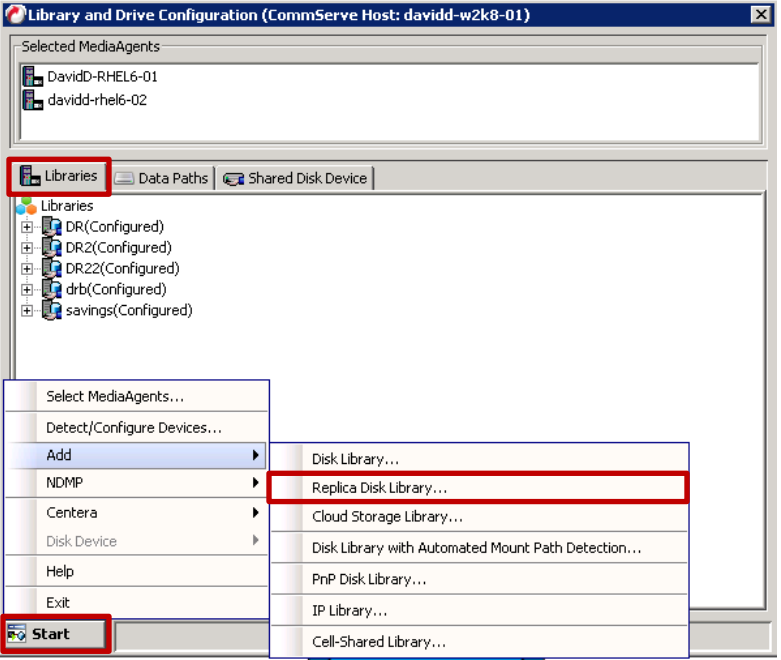 Library and Drive Configuration (CommServe Host: davidd-w2k8-01)
Selected MediaAgents
DavidD-RHEL6-01
davidd-rhel6-02
Libraries
Data Paths
Shared Disk Device
Libraries
DR(Configured)
DR2(Configured)
DR22(Configured)
drb(Configured)
savings(Configured)
Select MediaAgents...
Detect/Configure Devices...
Add
NDMP
Centera
Disk Device
Help
Exit
Disk Library...
Replica Disk Library...
Cloud Storage Library...
Disk Library with Automated Mount Path Detection...
PnP Disk Library...
IP Library...
Cell-Shared Library...
Start